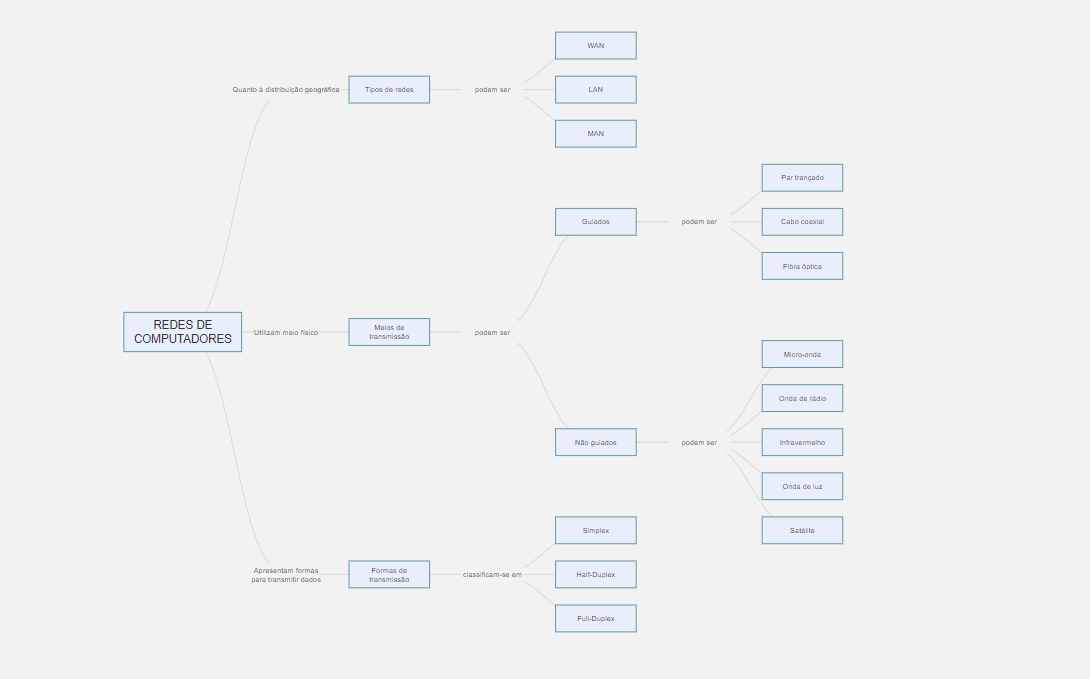 WAN
Quanto à distribuição geográfica
Tipos de redes
podem ser
LAN
MAN
Par trançado
Guiados
podem ser
Cabo coaxial
Fibra óptica
REDES DE
COMPUTADORES
Utilizam meio físico
Meios de
transmissão
podem ser
Micro-onda
Onda de rádio
Não guiados
podem ser
Infravermelho
Onda de luz
Satélite
Simplex
Apresentam formas
para transmitir dados
Formas de
transmissão
classificam-se em
Half-Duplex
Full-Duplex